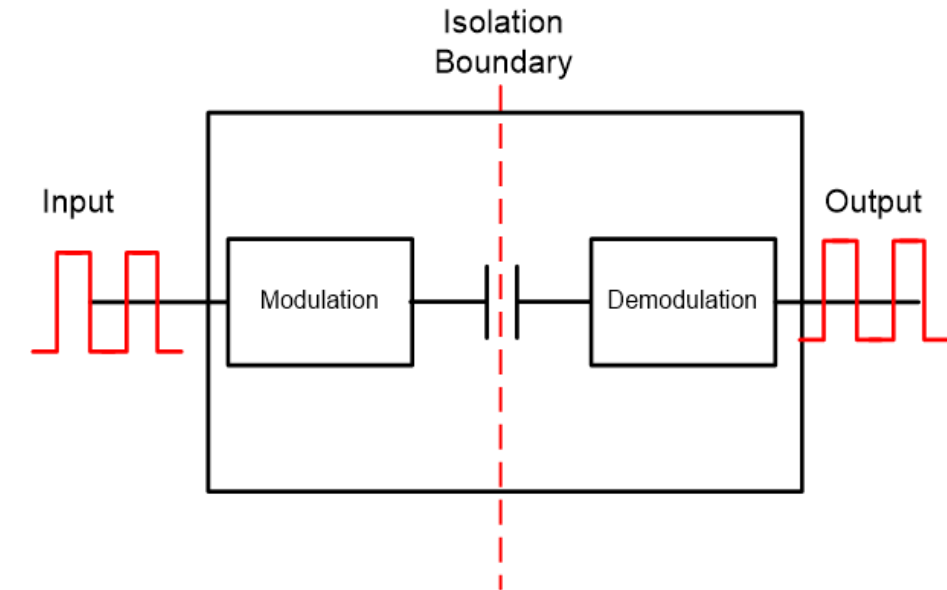 Isolation
Boundary
Input
Output
Modulation
Demodulation